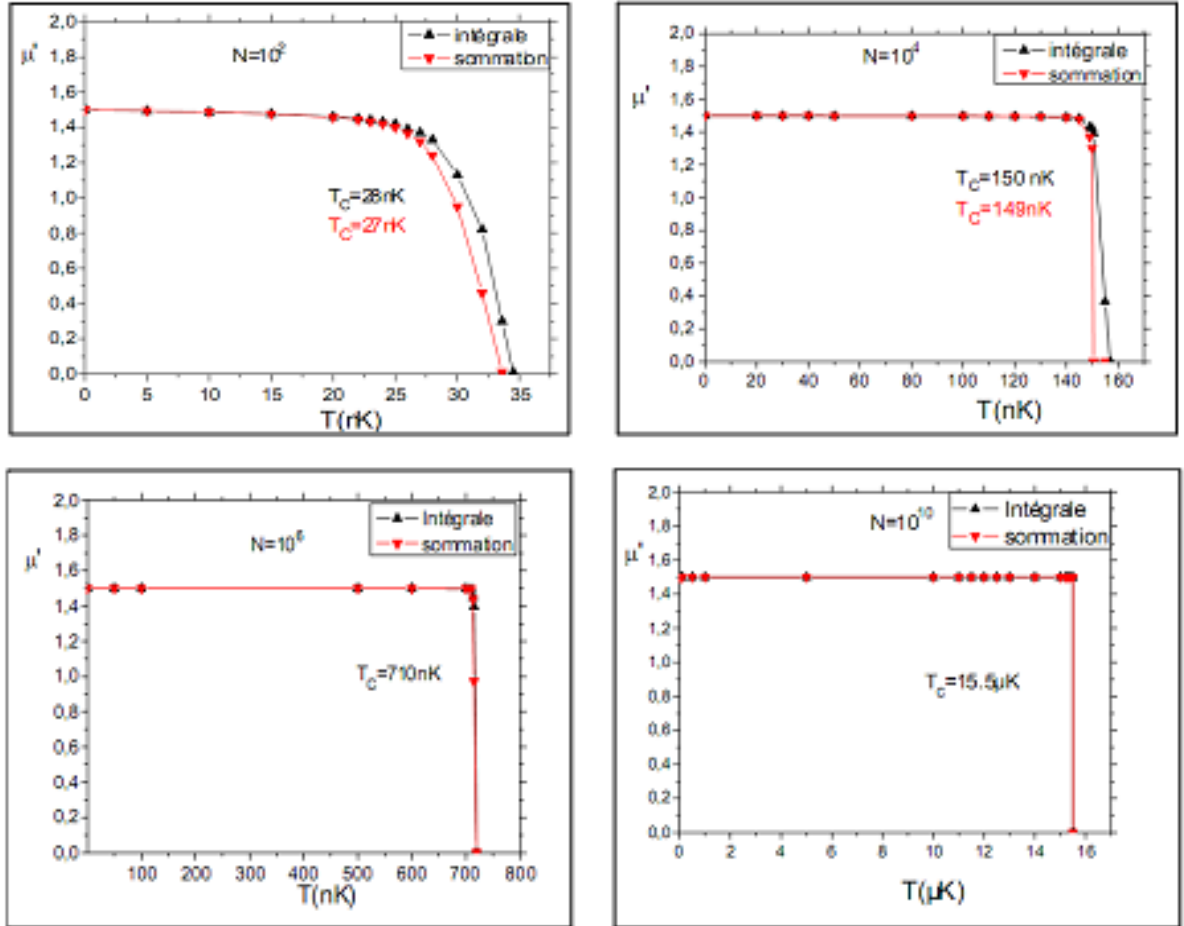 µ*
2,0
1,8
1,6
1,4
1,2
1,0
0,8
0,6
0,4
0,2
0,0
N=10²
intégrale
sommation
T_C=28nK
T_C=27nK
0 5 10 15 20 25 30 35
T(nK)
µ*
2,0
1,8
1,6
1,4
1,2
1,0
0,8
0,6
0,4
0,2
0,0
N=10⁴
intégrale
sommation
T_C=150 nK
T_C=149nK
0 20 40 60 80 100 120 140 160
T(nK)
µ*
2,0
1,8
1,6
1,4
1,2
1,0
0,8
0,6
0,4
0,2
0,0
N=10⁶
Intégrale
sommation
T_C=710nK
100 200 300 400 500 600 700 800
T(nK)
µ*
2,0
1,8
1,6
1,4
1,2
1,0
0,8
0,6
0,4
0,2
0,0
N=10¹⁰
Intégrale
sommation
T_c=15.5µK
0 2 4 6 8 10 12 14 16
T(µK)